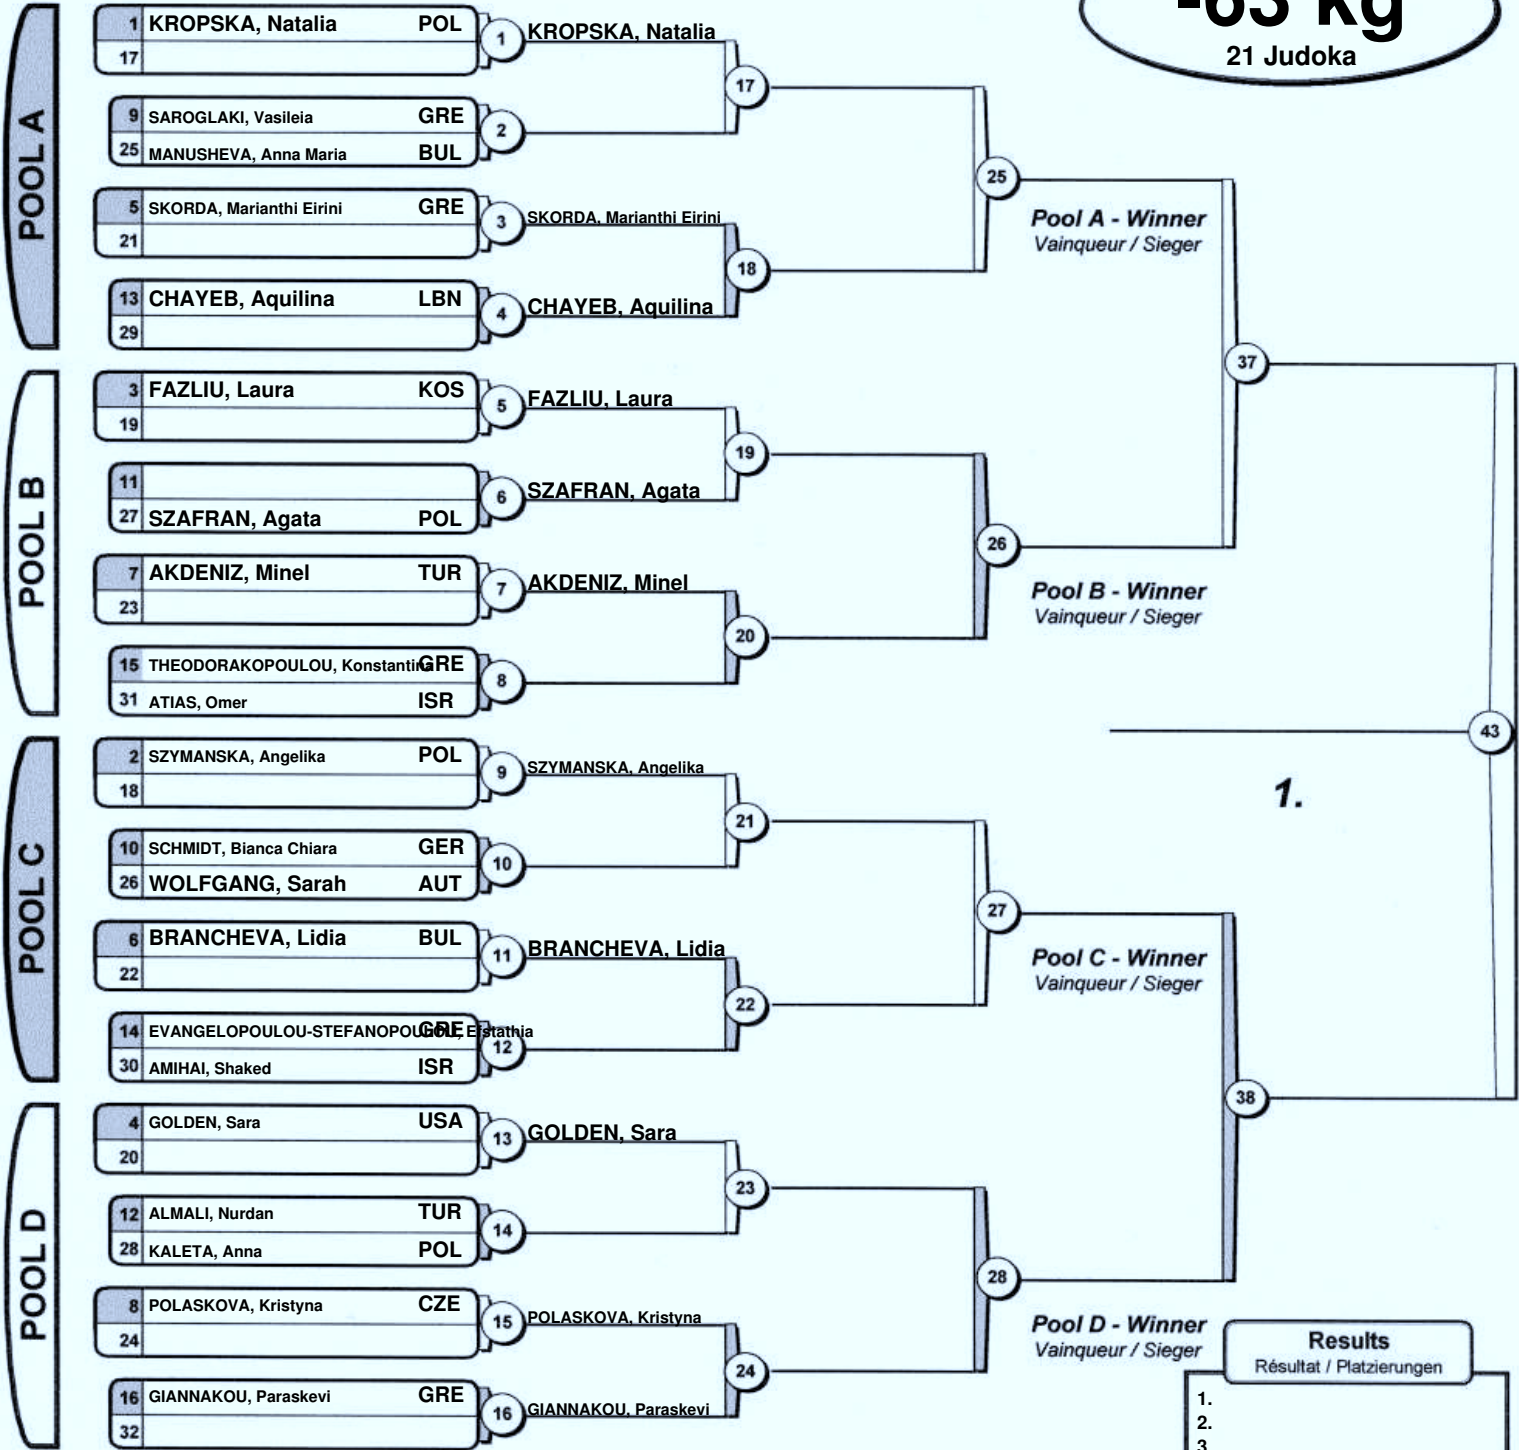 -63 kg
21 Judoka
POOL A
1 KROPSKA, Natalia POL
17
1 KROPSKA, Natalia
9 SAROGLAKI, Vasileia GRE
25 MANUSHEVA, Anna Maria BUL
2
17
5 SKORDA, Marianthi Eirini GRE
21
3 SKORDA, Marianthi Eirini
13 CHAYEB, Aquilina LBN
29
4 CHAYEB, Aquilina
18
25
Pool A - Winner
Vainqueur / Sieger
POOL B
3 FAZLIU, Laura KOS
19
5 FAZLIU, Laura
11
27 SZAFRAN, Agata POL
6 SZAFRAN, Agata
19
7 AKDENIZ, Minel TUR
23
7 AKDENIZ, Minel
15 THEODORAKOPOULOU, Konstantina GRE
31 ATIAS, Omer ISR
8
20
26
Pool B - Winner
Vainqueur / Sieger
37
POOL C
2 SZYMANSKA, Angelika POL
18
9 SZYMANSKA, Angelika
10 SCHMIDT, Bianca Chiara GER
26 WOLFGANG, Sarah AUT
10
21
6 BRANCHEVA, Lidia BUL
22
11 BRANCHEVA, Lidia
14 EVANGELOPOULOU-STEFANOPOULOU, Efstathia GRE
30 AMIHAI, Shaked ISR
12
22
27
Pool C - Winner
Vainqueur / Sieger
43
1.
POOL D
4 GOLDEN, Sara USA
20
13 GOLDEN, Sara
12 ALMALI, Nurdan TUR
28 KALETA, Anna POL
14
23
8 POLASKOVA, Kristyna CZE
24
15 POLASKOVA, Kristyna
16 GIANNAKOU, Paraskevi GRE
32
16 GIANNAKOU, Paraskevi
24
28
Pool D - Winner
Vainqueur / Sieger
38
Results
Résultat / Platzierungen
1.
2.
3